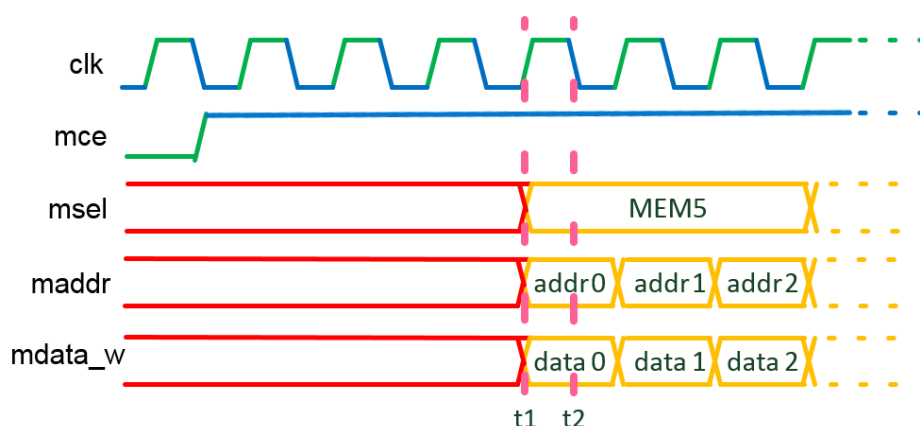 clk
mce
msel MEM5
maddr addr0 addr1 addr2
mdata_w data 0 data 1 data 2
t1 t2